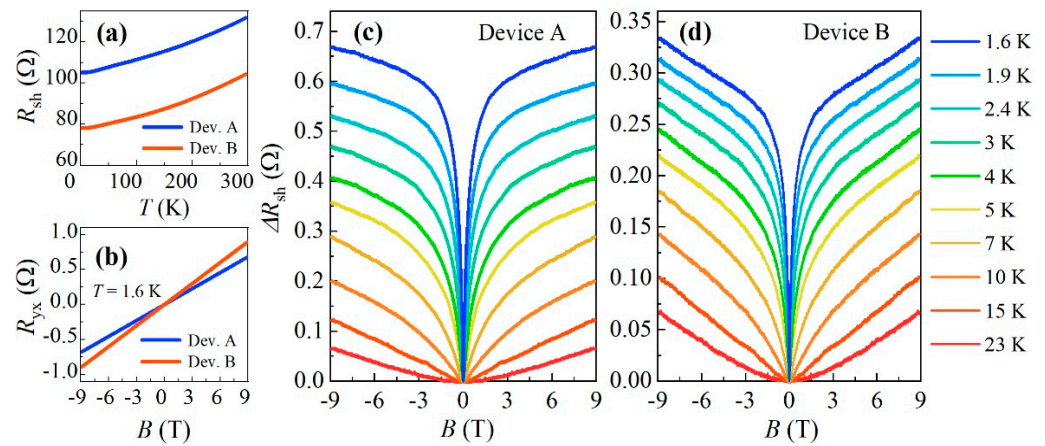 (a)
R_sh (Ω)
120
100
80
60
Dev. A
Dev. B
0 100 200 300
T (K)
(b)
R_yx (Ω)
1.0
0.5
0.0
-0.5
-1.0
T = 1.6 K
Dev. A
Dev. B
-9 -6 -3 0 3 6 9
B (T)
(c) Device A
ΔR_sh (Ω)
0.7
0.6
0.5
0.4
0.3
0.2
0.1
0.0
-9 -6 -3 0 3 6 9
B (T)
(d) Device B
0.35
0.30
0.25
0.20
0.15
0.10
0.05
0.00
-9 -6 -3 0 3 6 9
B (T)
1.6 K
1.9 K
2.4 K
3 K
4 K
5 K
7 K
10 K
15 K
23 K